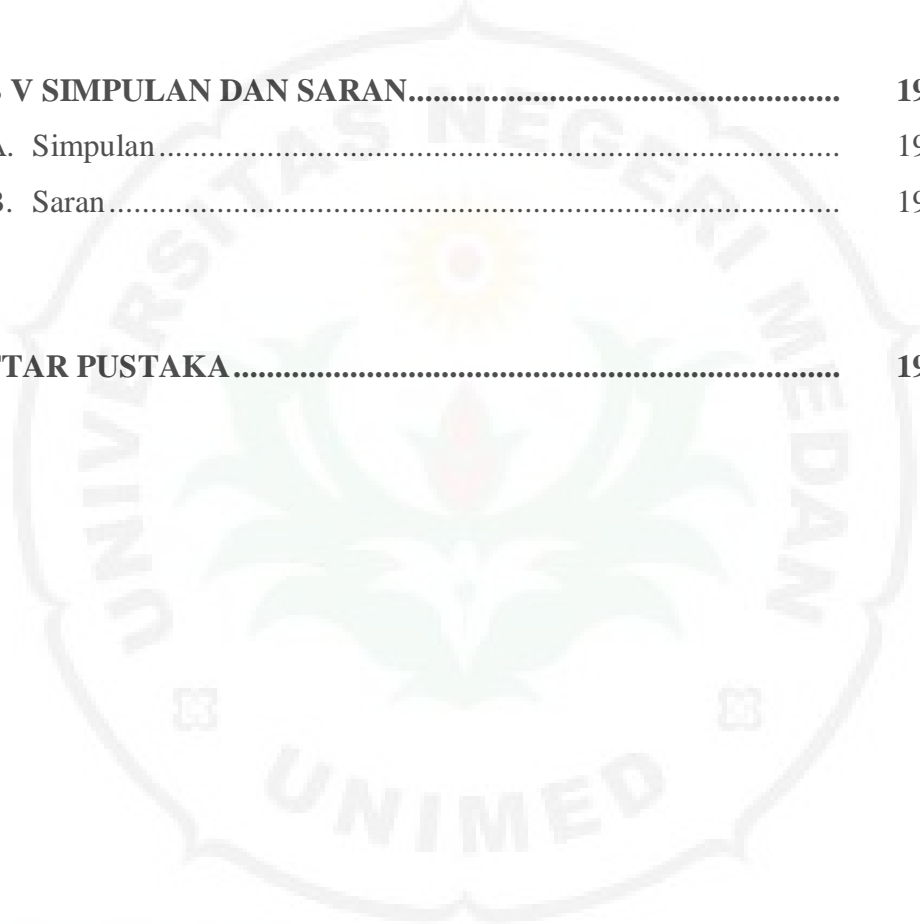 V SIMPULAN DAN SARAN............................................... 19
A. Simpulan.................................................................................... 19
B. Saran.......................................................................................... 19
TAR PUSTAKA.................................................................... 19
UNIVERSITAS NEGERI MEDAN
UNIMED